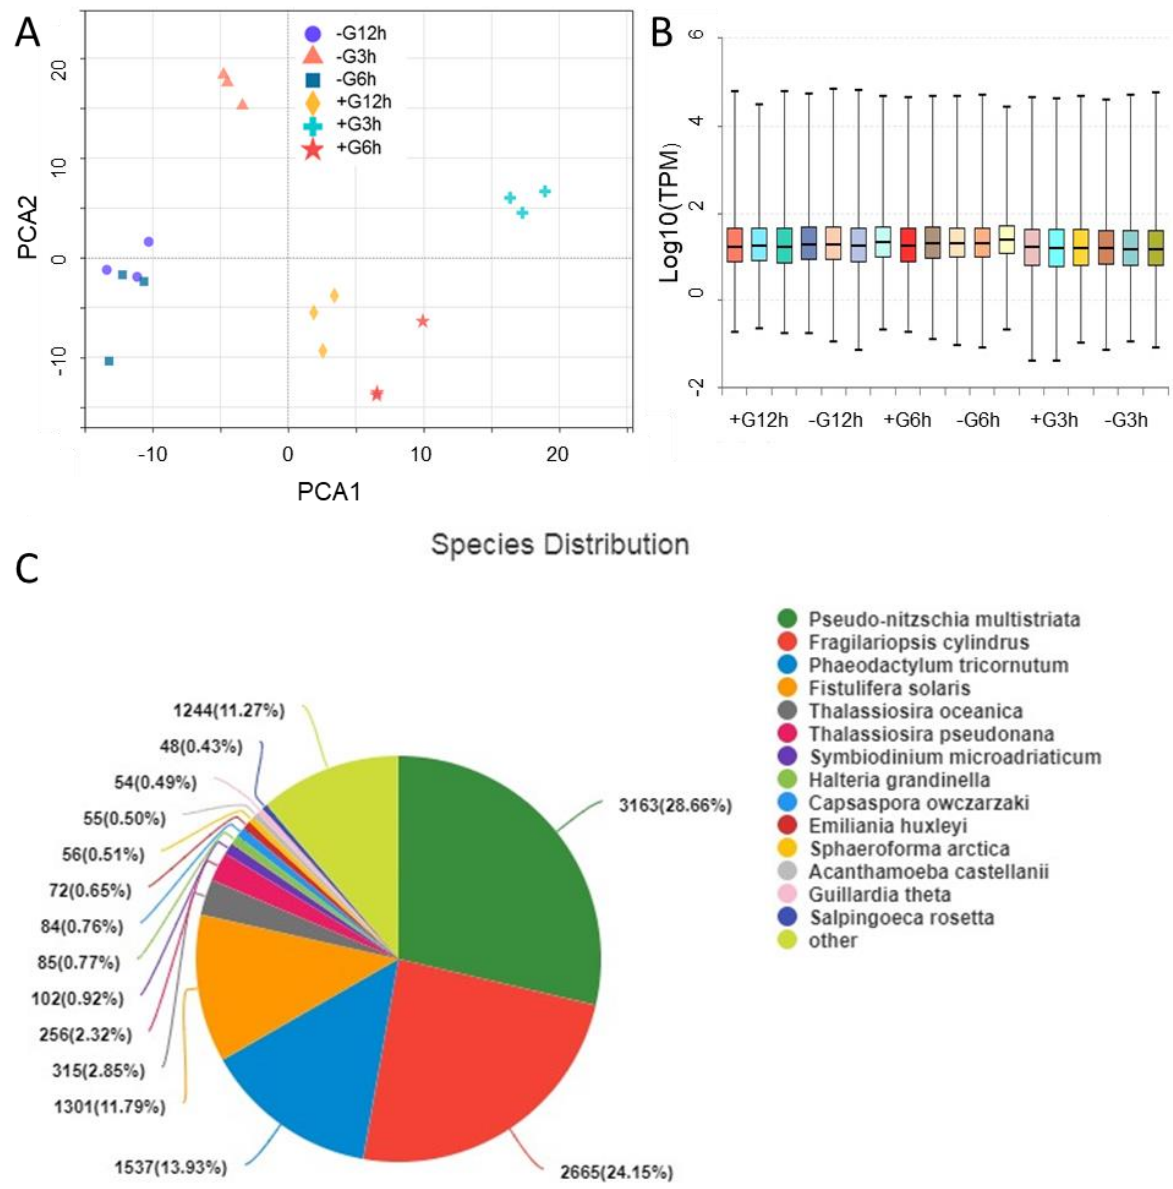 A
-G12h
-G3h
-G6h
+G12h
+G3h
+G6h
20
10
0
-10
PCA2
-10
0
10
20
PCA1
B
6
4
2
0
-2
Log10(TPM)
+G12h
-G12h
+G6h
-G6h
+G3h
-G3h
Species Distribution
C
Pseudo-nitzschia multistriata
Fragilariopsis cylindrus
Phaeodactylum tricornutum
Fistulifera solaris
Thalassiosira oceanica
Thalassiosira pseudonana
Symbiodinium microadriaticum
Halteria grandinella
Capsaspora owczarzaki
Emiliania huxleyi
Sphaeroforma arctica
Acanthamoeba castellanii
Guillardia theta
Salpingoeca rosetta
other
1244(11.27%)
48(0.43%)
54(0.49%)
55(0.50%)
56(0.51%)
72(0.65%)
84(0.76%)
85(0.77%)
102(0.92%)
256(2.32%)
315(2.85%)
1301(11.79%)
1537(13.93%)
3163(28.66%)
2665(24.15%)